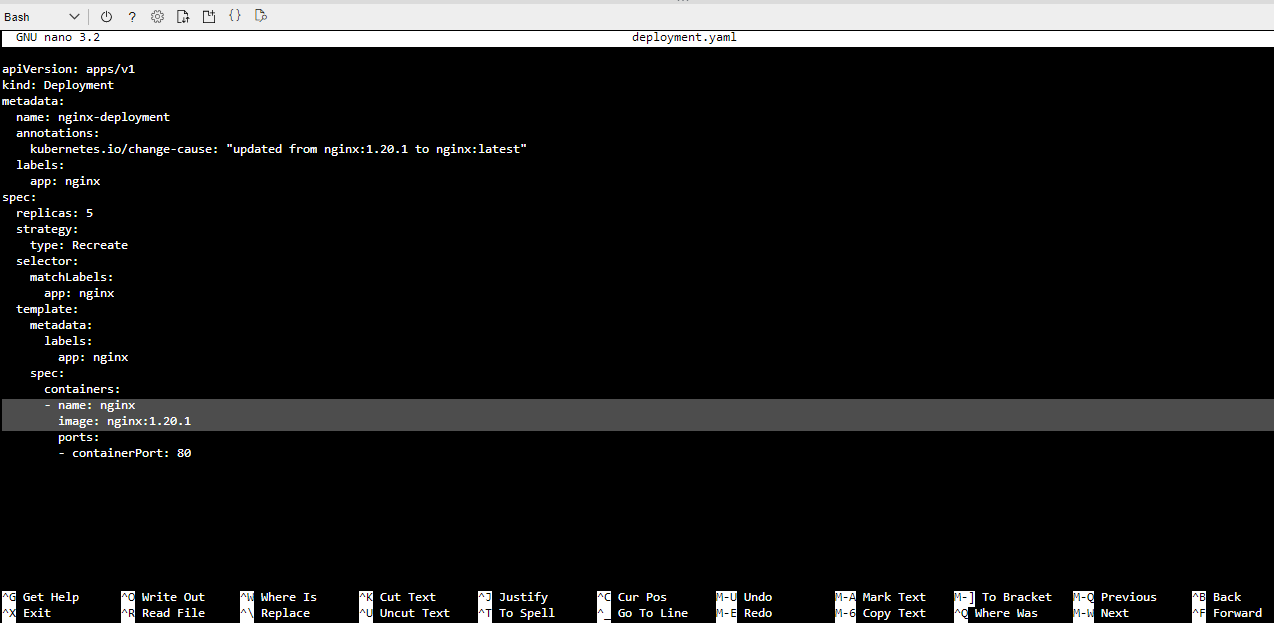 Bash
?
{}
GNU nano 3.2 deployment.yaml
apiVersion: apps/v1
kind: Deployment
metadata:
  name: nginx-deployment
  annotations:
    kubernetes.io/change-cause: "updated from nginx:1.20.1 to nginx:latest"
  labels:
    app: nginx
spec:
  replicas: 5
  strategy:
    type: Recreate
  selector:
    matchLabels:
      app: nginx
  template:
    metadata:
      labels:
        app: nginx
    spec:
      containers:
      - name: nginx
        image: nginx:1.20.1
        ports:
        - containerPort: 80
^G Get Help ^O Write Out ^W Where Is ^K Cut Text ^J Justify ^C Cur Pos M-U Undo M-A Mark Text M-] To Bracket M-Q Previous ^B Back
^X Exit ^R Read File ^\ Replace ^U Uncut Text ^T To Spell ^_ Go To Line M-E Redo M-6 Copy Text ^Q Where Was M-W Next ^F Forward